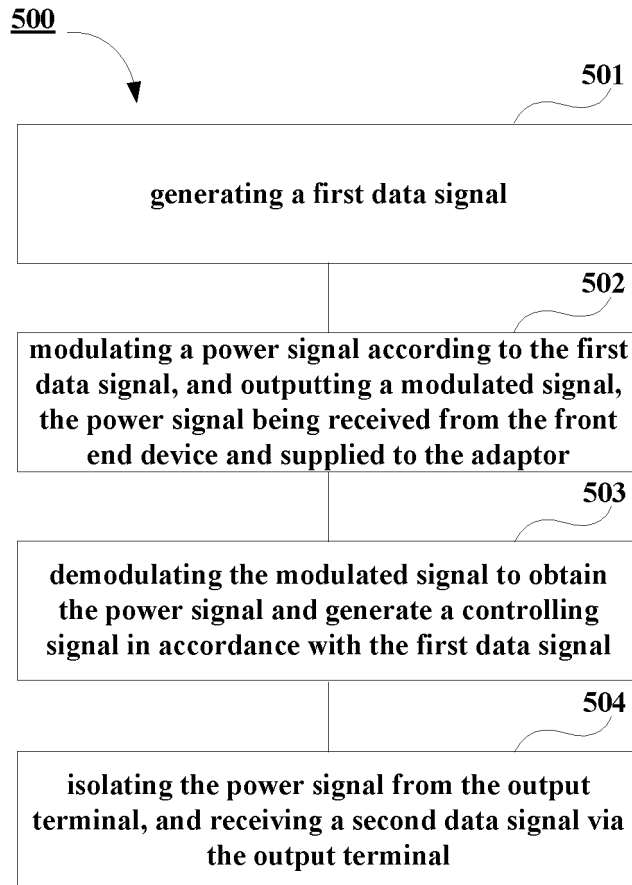 500
501
generating a first data signal
502
modulating a power signal according to the first
data signal, and outputting a modulated signal,
the power signal being received from the front
end device and supplied to the adaptor
503
demodulating the modulated signal to obtain
the power signal and generate a controlling
signal in accordance with the first data signal
504
isolating the power signal from the output
terminal, and receiving a second data signal via
the output terminal